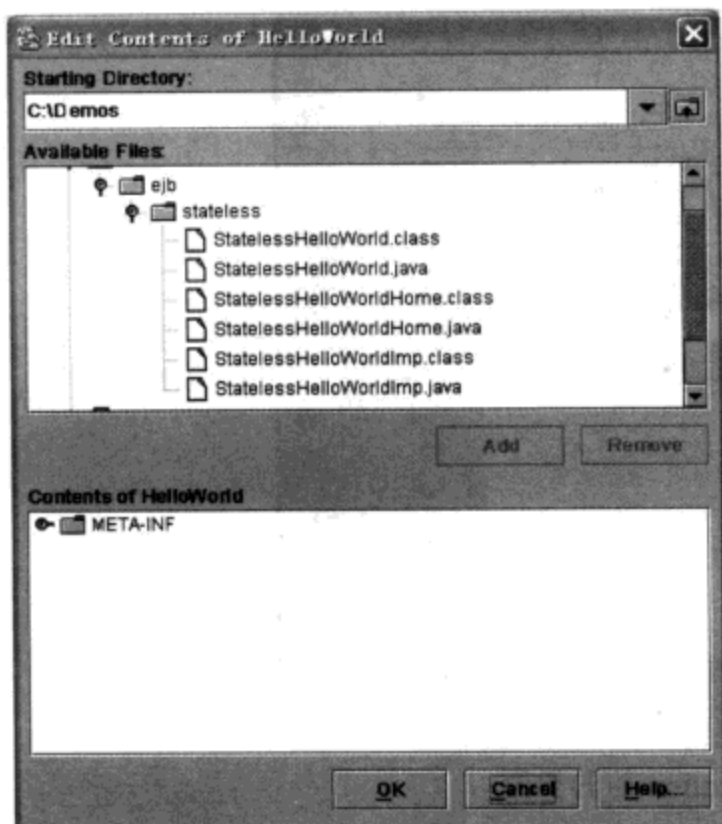 Edit Contents of HelloWorld
Starting Directory:
C:\Demos
Available Files:
ejb
stateless
StatelessHelloWorld.class
StatelessHelloWorld.java
StatelessHelloWorldHome.class
StatelessHelloWorldHome.java
StatelessHelloWorldImp.class
StatelessHelloWorldImp.java
Add Remove
Contents of HelloWorld
META-INF
OK Cancel Help...